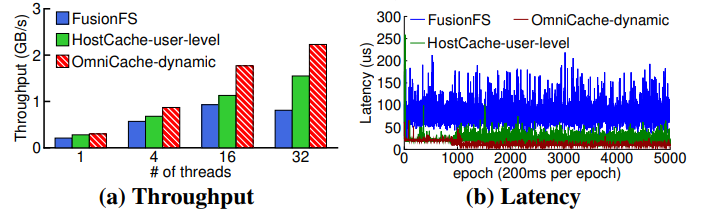 Throughput (GB/s)
3
2
1
0
FusionFS
HostCache-user-level
OmniCache-dynamic
1 4 16 32
# of threads
(a) Throughput
Latency (us)
300
250
200
150
100
50
0
FusionFS OmniCache-dynamic
HostCache-user-level
0 1000 2000 3000 4000 5000
epoch (200ms per epoch)
(b) Latency